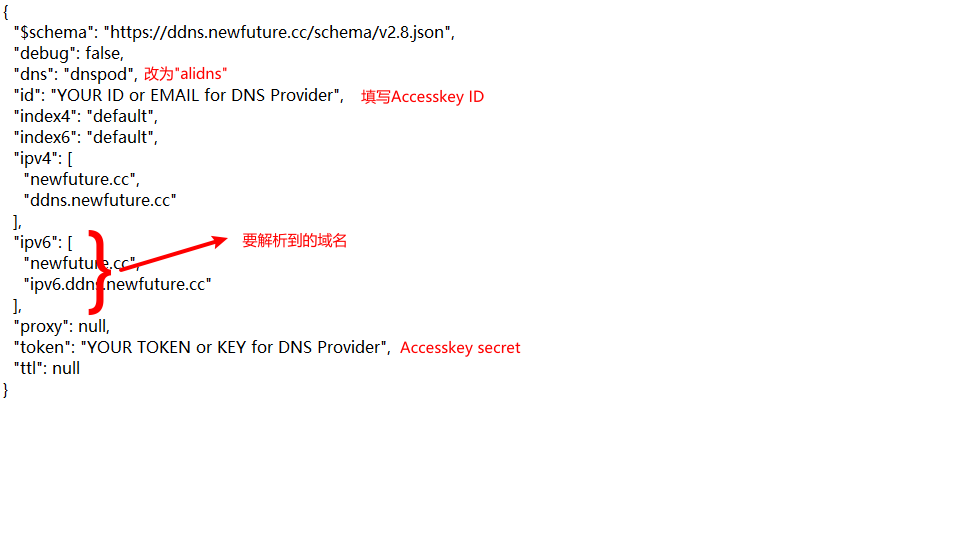 {
"$schema": "https://ddns.newfuture.cc/schema/v2.8.json",
"debug": false,
"dns": "dnspod", 改为"alidns"
"id": "YOUR ID or EMAIL for DNS Provider", 填写Accesskey ID
"index4": "default",
"index6": "default",
"ipv4": [
"newfuture.cc",
"ddns.newfuture.cc"
],
"ipv6": [ 要解析到的域名
"newfuture.cc",
"ipv6.ddns.newfuture.cc"
],
"proxy": null,
"token": "YOUR TOKEN or KEY for DNS Provider", Accesskey secret
"ttl": null
}